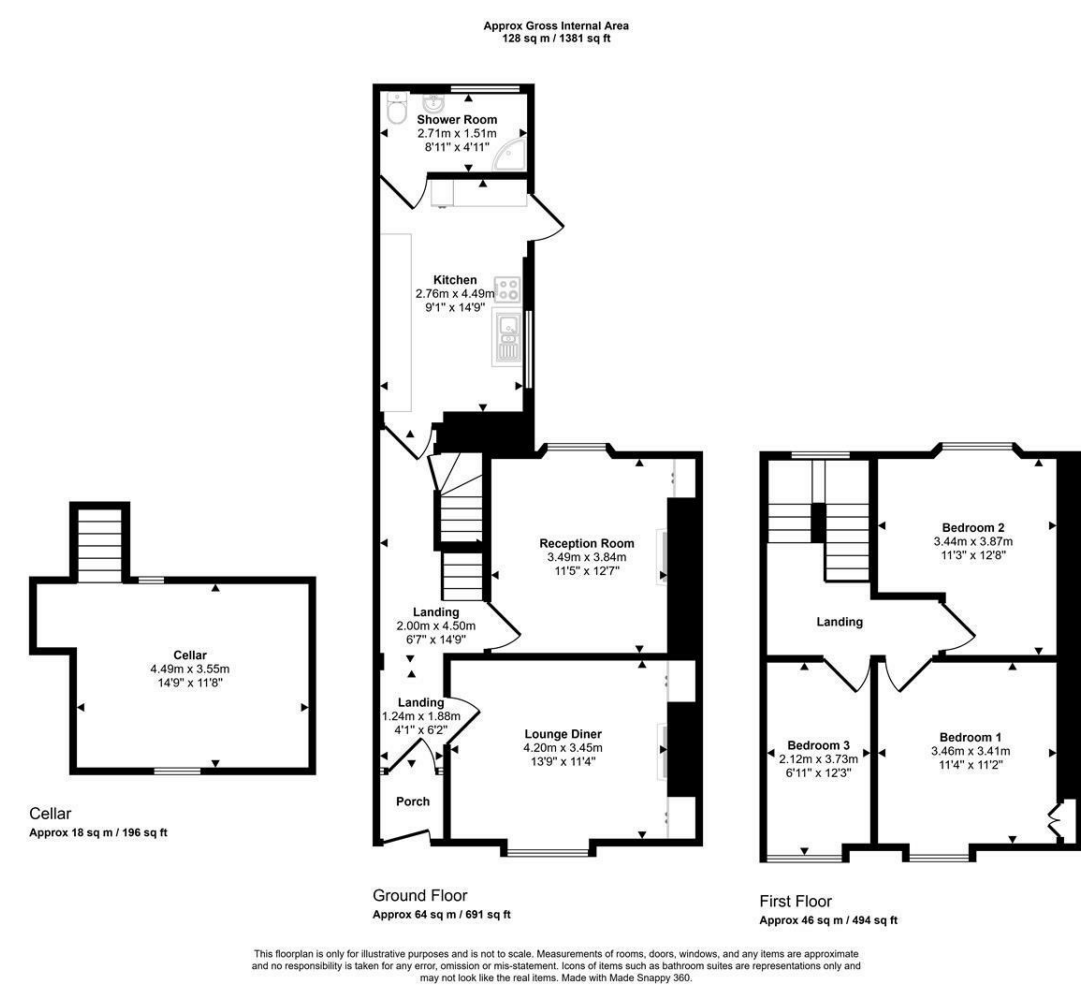 Approx Gross Internal Area
128 sq m / 1381 sq ft
Shower Room
2.71m x 1.51m
8'11" x 4'11"
Kitchen
2.76m x 4.49m
9'1" x 14'9"
Reception Room
3.49m x 3.84m
11'5" x 12'7"
Landing
2.00m x 4.50m
6'7" x 14'9"
Landing
1.24m x 1.88m
4'1" x 6'2"
Lounge Diner
4.20m x 3.45m
13'9" x 11'4"
Porch
Ground Floor
Approx 64 sq m / 691 sq ft
Cellar
4.49m x 3.55m
14'9" x 11'8"
Cellar
Approx 18 sq m / 196 sq ft
Bedroom 2
3.44m x 3.87m
11'3" x 12'8"
Landing
Bedroom 1
3.46m x 3.41m
11'4" x 11'2"
Bedroom 3
2.12m x 3.73m
6'11" x 12'3"
First Floor
Approx 46 sq m / 494 sq ft
This floorplan is only for illustrative purposes and is not to scale. Measurements of rooms, doors, windows, and any items are approximate
and no responsibility is taken for any error, omission or mis-statement. Icons of items such as bathroom suites are representations only and
may not look like the real items. Made with Made Snappy 360.